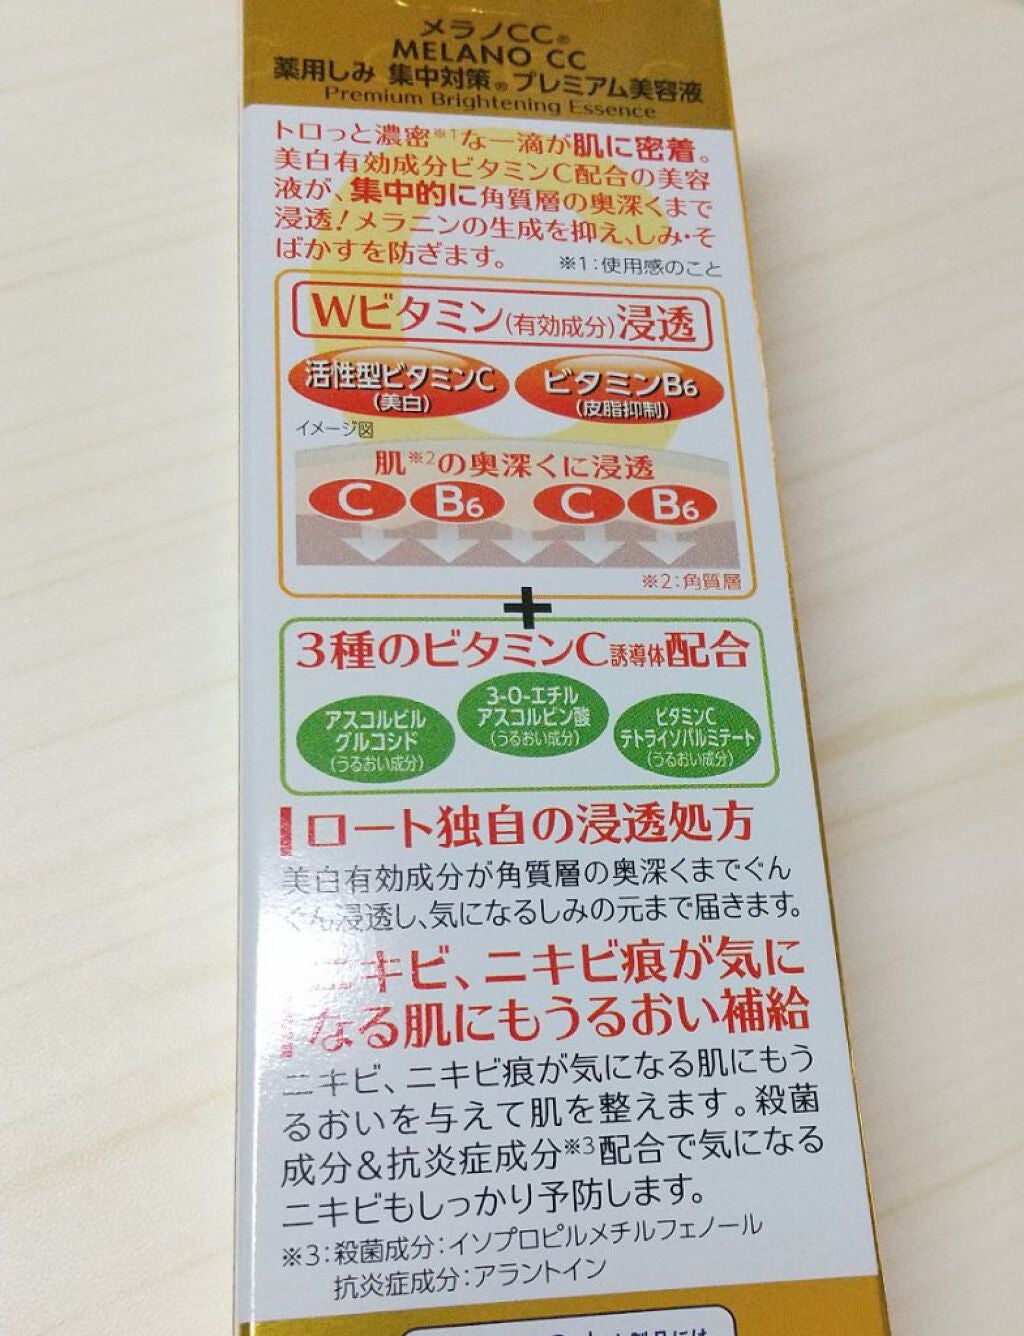 メラノCC®
MELANO CC
薬用しみ 集中対策® プレミアム美容液
Premium Brightening Essence
トロっと濃密※1な一滴が肌に密着。
美白有効成分ビタミンC配合の美容
液が、集中的に角質層の奥深くまで
浸透！メラニンの生成を抑え、しみ・そ
ばかすを防ぎます。 ※1：使用感のこと
Wビタミン(有効成分)浸透
活性型ビタミンC
(美白)
ビタミンB6
(皮脂抑制)
イメージ図
肌※2の奥深くに浸透
C B6 C B6
※2：角質層
+
3種のビタミンC誘導体配合
アスコルビル
グルコシド
(うるおい成分)
3-O-エチル
アスコルビン酸
(うるおい成分)
ビタミンC
テトライソパルミテート
(うるおい成分)
ロート独自の浸透処方
美白有効成分が角質層の奥深くまでぐん
ぐん浸透し、気になるしみの元まで届きます。
ニキビ、ニキビ痕が気に
なる肌にもうるおい補給
ニキビ、ニキビ痕が気になる肌にもう
るおいを与えて肌を整えます。殺菌
成分&抗炎症成分※3配合で気になる
ニキビもしっかり予防します。
※3：殺菌成分：イソプロピルメチルフェノール
抗炎症成分：アラントイン